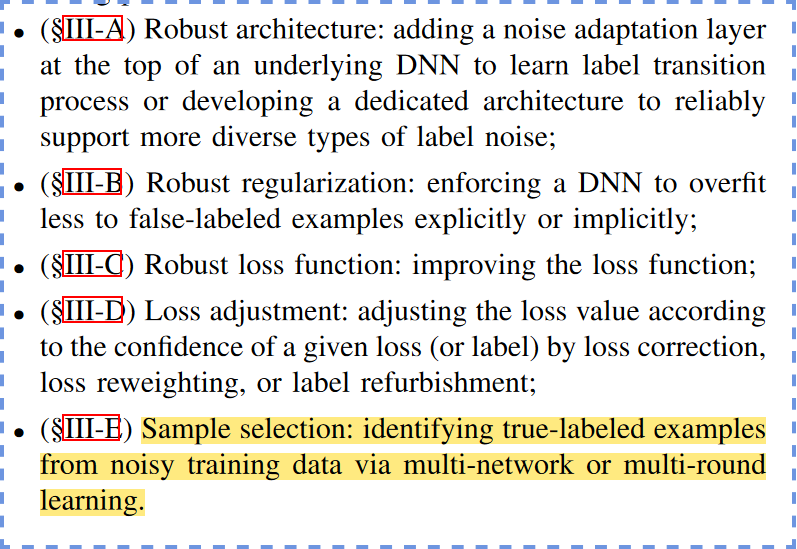 • (§III-A) Robust architecture: adding a noise adaptation layer
at the top of an underlying DNN to learn label transition
process or developing a dedicated architecture to reliably
support more diverse types of label noise;
• (§III-B) Robust regularization: enforcing a DNN to overfit
less to false-labeled examples explicitly or implicitly;
• (§III-C) Robust loss function: improving the loss function;
• (§III-D) Loss adjustment: adjusting the loss value according
to the confidence of a given loss (or label) by loss correction,
loss reweighting, or label refurbishment;
• (§III-E) Sample selection: identifying true-labeled examples
from noisy training data via multi-network or multi-round
learning.